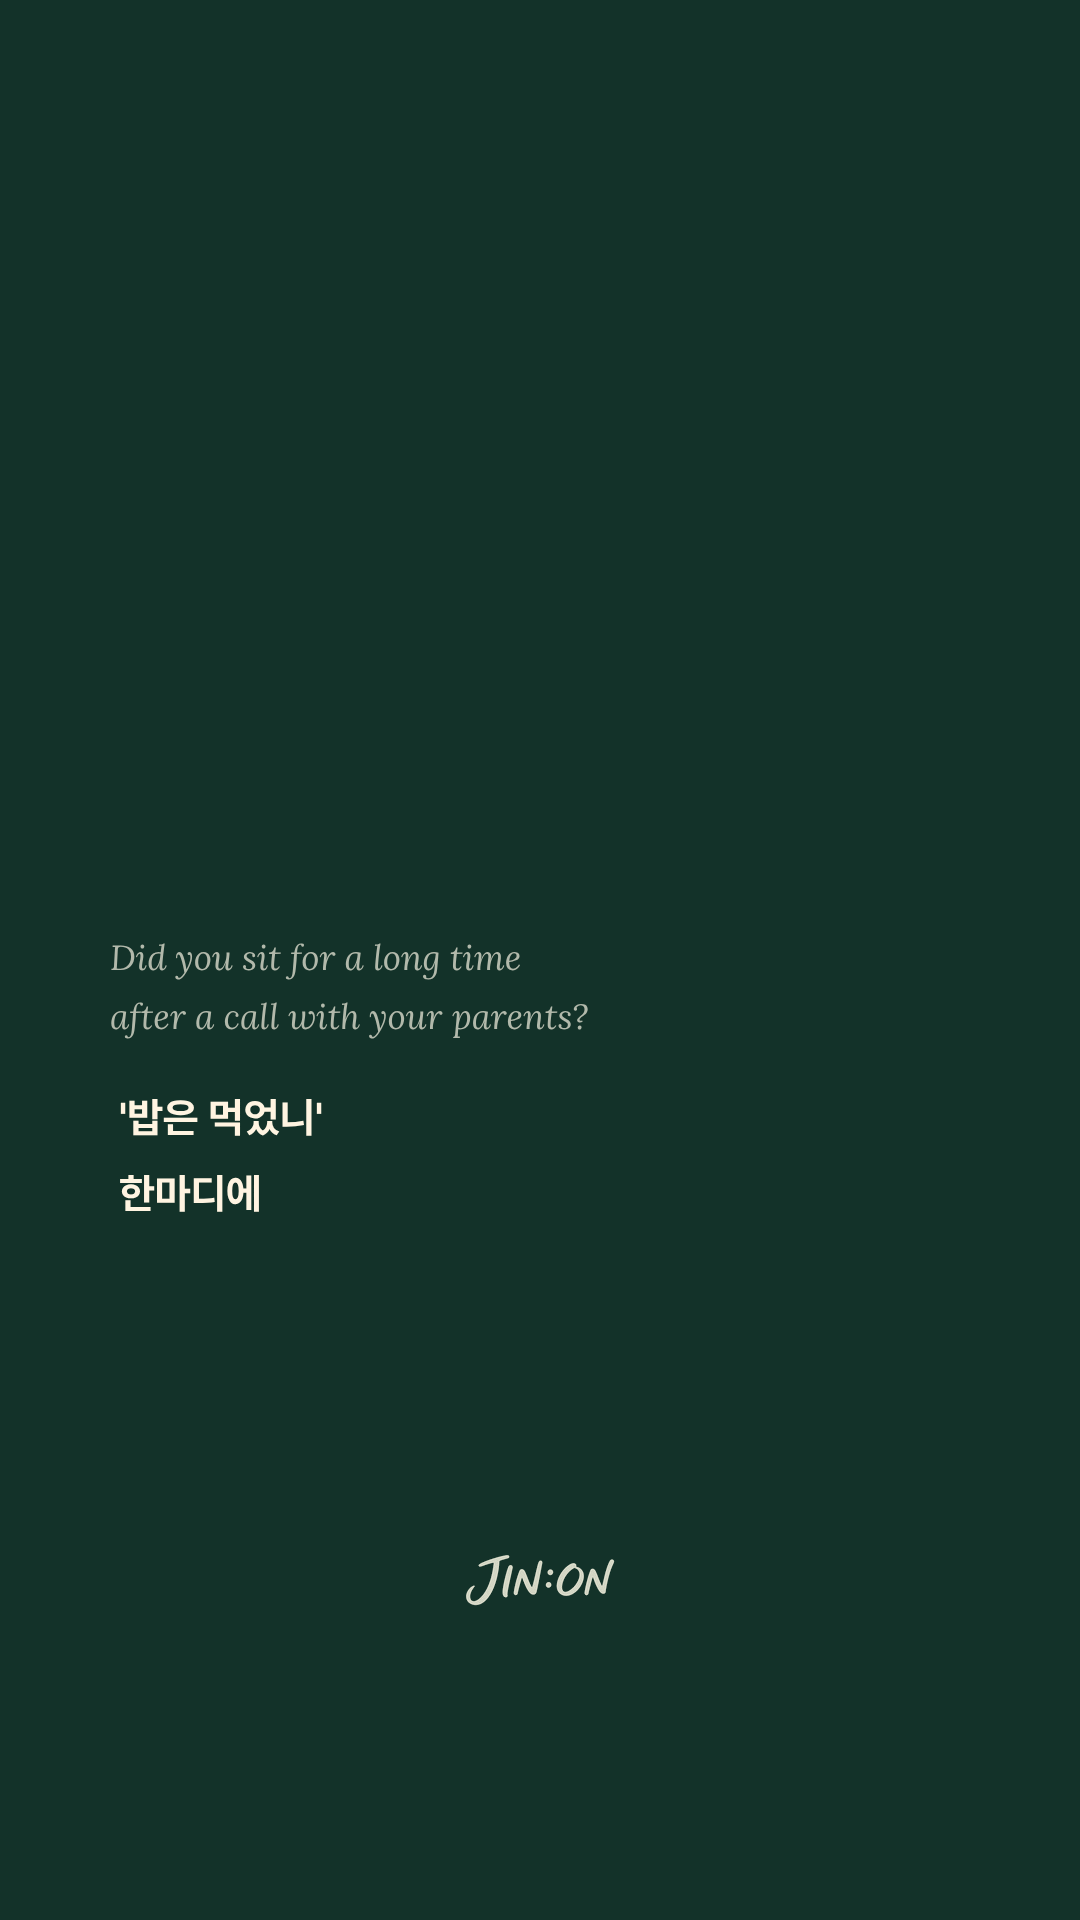 Did you sit for a long time
after a call with your parents?
'밥은 먹었니'
한마디에
JIN:ON